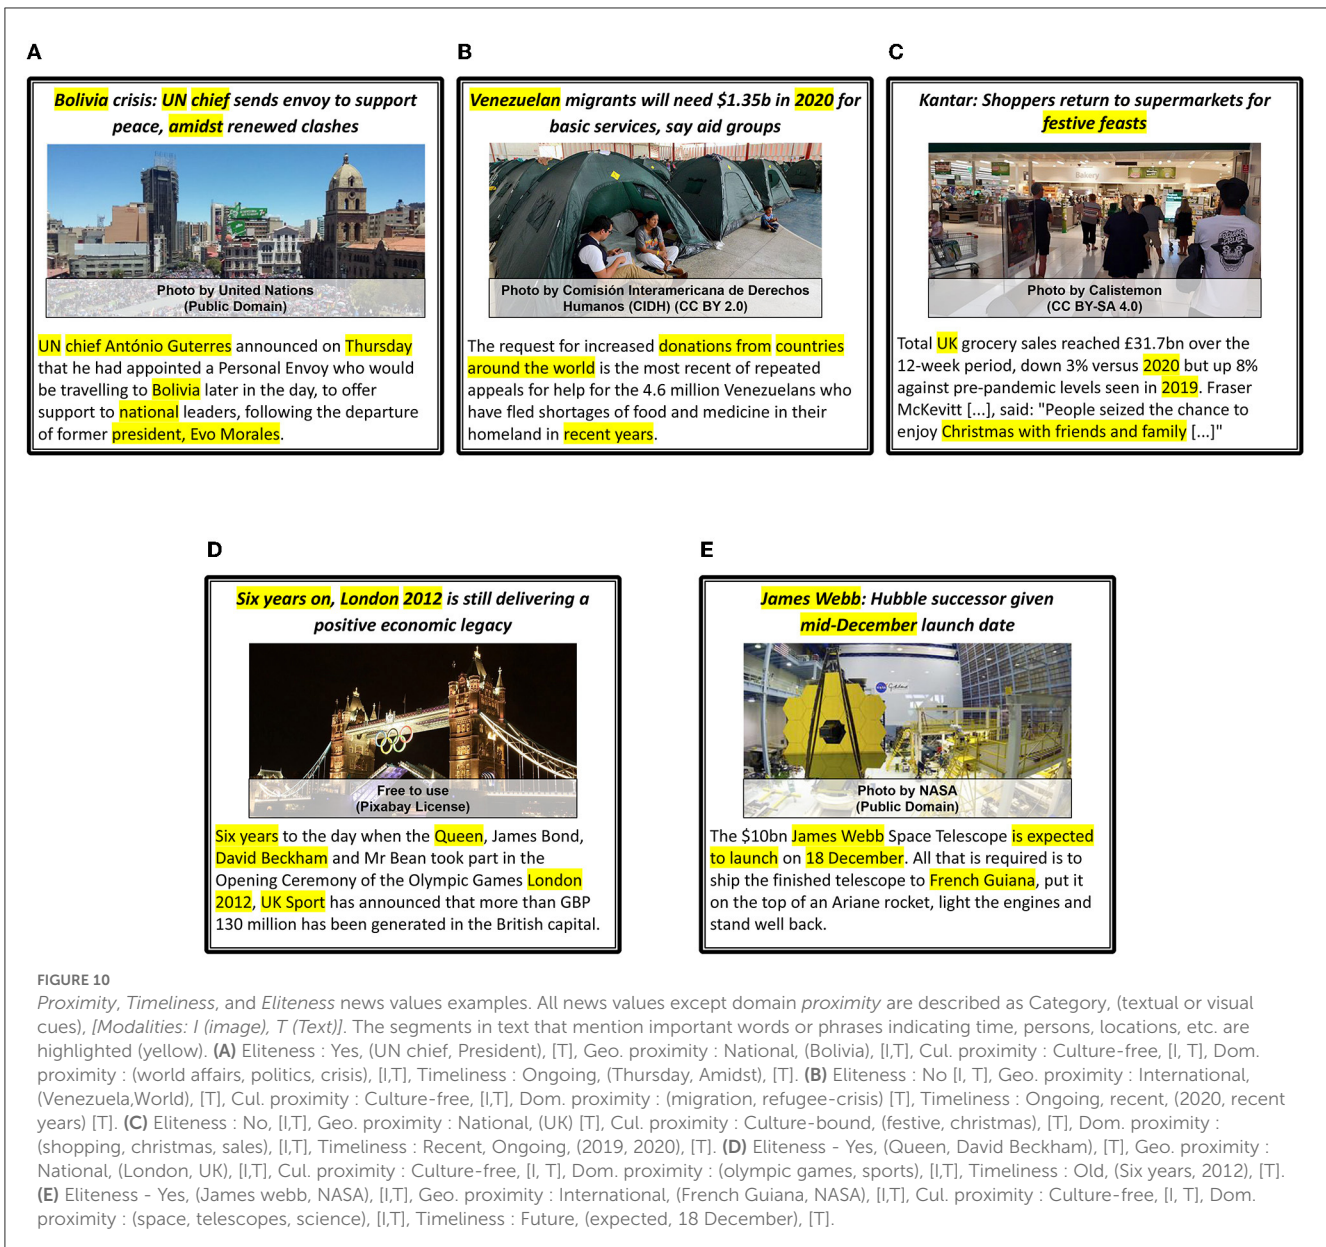 A
Bolivia crisis: UN chief sends envoy to support
peace, amidst renewed clashes
Photo by United Nations
(Public Domain)
UN chief António Guterres announced on Thursday
that he had appointed a Personal Envoy who would
be travelling to Bolivia later in the day, to offer
support to national leaders, following the departure
of former president, Evo Morales.
B
Venezuelan migrants will need $1.35b in 2020 for
basic services, say aid groups
Photo by Comisión Interamericana de Derechos
Humanos (CIDH) (CC BY 2.0)
The request for increased donations from countries
around the world is the most recent of repeated
appeals for help for the 4.6 million Venezuelans who
have fled shortages of food and medicine in their
homeland in recent years.
C
Kantar: Shoppers return to supermarkets for
festive feasts
Bakery
Photo by Calistemon
(CC BY-SA 4.0)
Total UK grocery sales reached £31.7bn over the
12-week period, down 3% versus 2020 but up 8%
against pre-pandemic levels seen in 2019. Fraser
McKevitt [...], said: "People seized the chance to
enjoy Christmas with friends and family [...]"
D
Six years on, London 2012 is still delivering a
positive economic legacy
Free to use
(Pixabay License)
Six years to the day when the Queen, James Bond,
David Beckham and Mr Bean took part in the
Opening Ceremony of the Olympic Games London
2012, UK Sport has announced that more than GBP
130 million has been generated in the British capital.
E
James Webb: Hubble successor given
mid-December launch date
Photo by NASA
(Public Domain)
The $10bn James Webb Space Telescope is expected
to launch on 18 December. All that is required is to
ship the finished telescope to French Guiana, put it
on the top of an Ariane rocket, light the engines and
stand well back.
FIGURE 10
Proximity, Timeliness, and Eliteness news values examples. All news values except domain proximity are described as Category, (textual or visual
cues), [Modalities: I (image), T (Text)]. The segments in text that mention important words or phrases indicating time, persons, locations, etc. are
highlighted (yellow). (A) Eliteness : Yes, (UN chief, President), [T], Geo. proximity : National, (Bolivia), [I,T], Cul. proximity : Culture-free, [I, T], Dom.
proximity : (world affairs, politics, crisis), [I,T], Timeliness : Ongoing, (Thursday, Amidst), [T]. (B) Eliteness : No [I, T], Geo. proximity : International,
(Venezuela,World), [T], Cul. proximity : Culture-free, [I,T], Dom. proximity : (migration, refugee-crisis) [T], Timeliness : Ongoing, recent, (2020, recent
years) [T]. (C) Eliteness : No, [I,T], Geo. proximity : National, (UK) [T], Cul. proximity : Culture-bound, (festive, christmas), [T], Dom. proximity :
(shopping, christmas, sales), [I,T], Timeliness : Recent, Ongoing, (2019, 2020), [T]. (D) Eliteness - Yes, (Queen, David Beckham), [T], Geo. proximity :
National, (London, UK), [I,T], Cul. proximity : Culture-free, [I, T], Dom. proximity : (olympic games, sports), [I,T], Timeliness : Old, (Six years, 2012), [T].
(E) Eliteness - Yes, (James webb, NASA), [I,T], Geo. proximity : International, (French Guiana, NASA), [I,T], Cul. proximity : Culture-free, [I, T], Dom.
proximity : (space, telescopes, science), [I,T], Timeliness : Future, (expected, 18 December), [T].